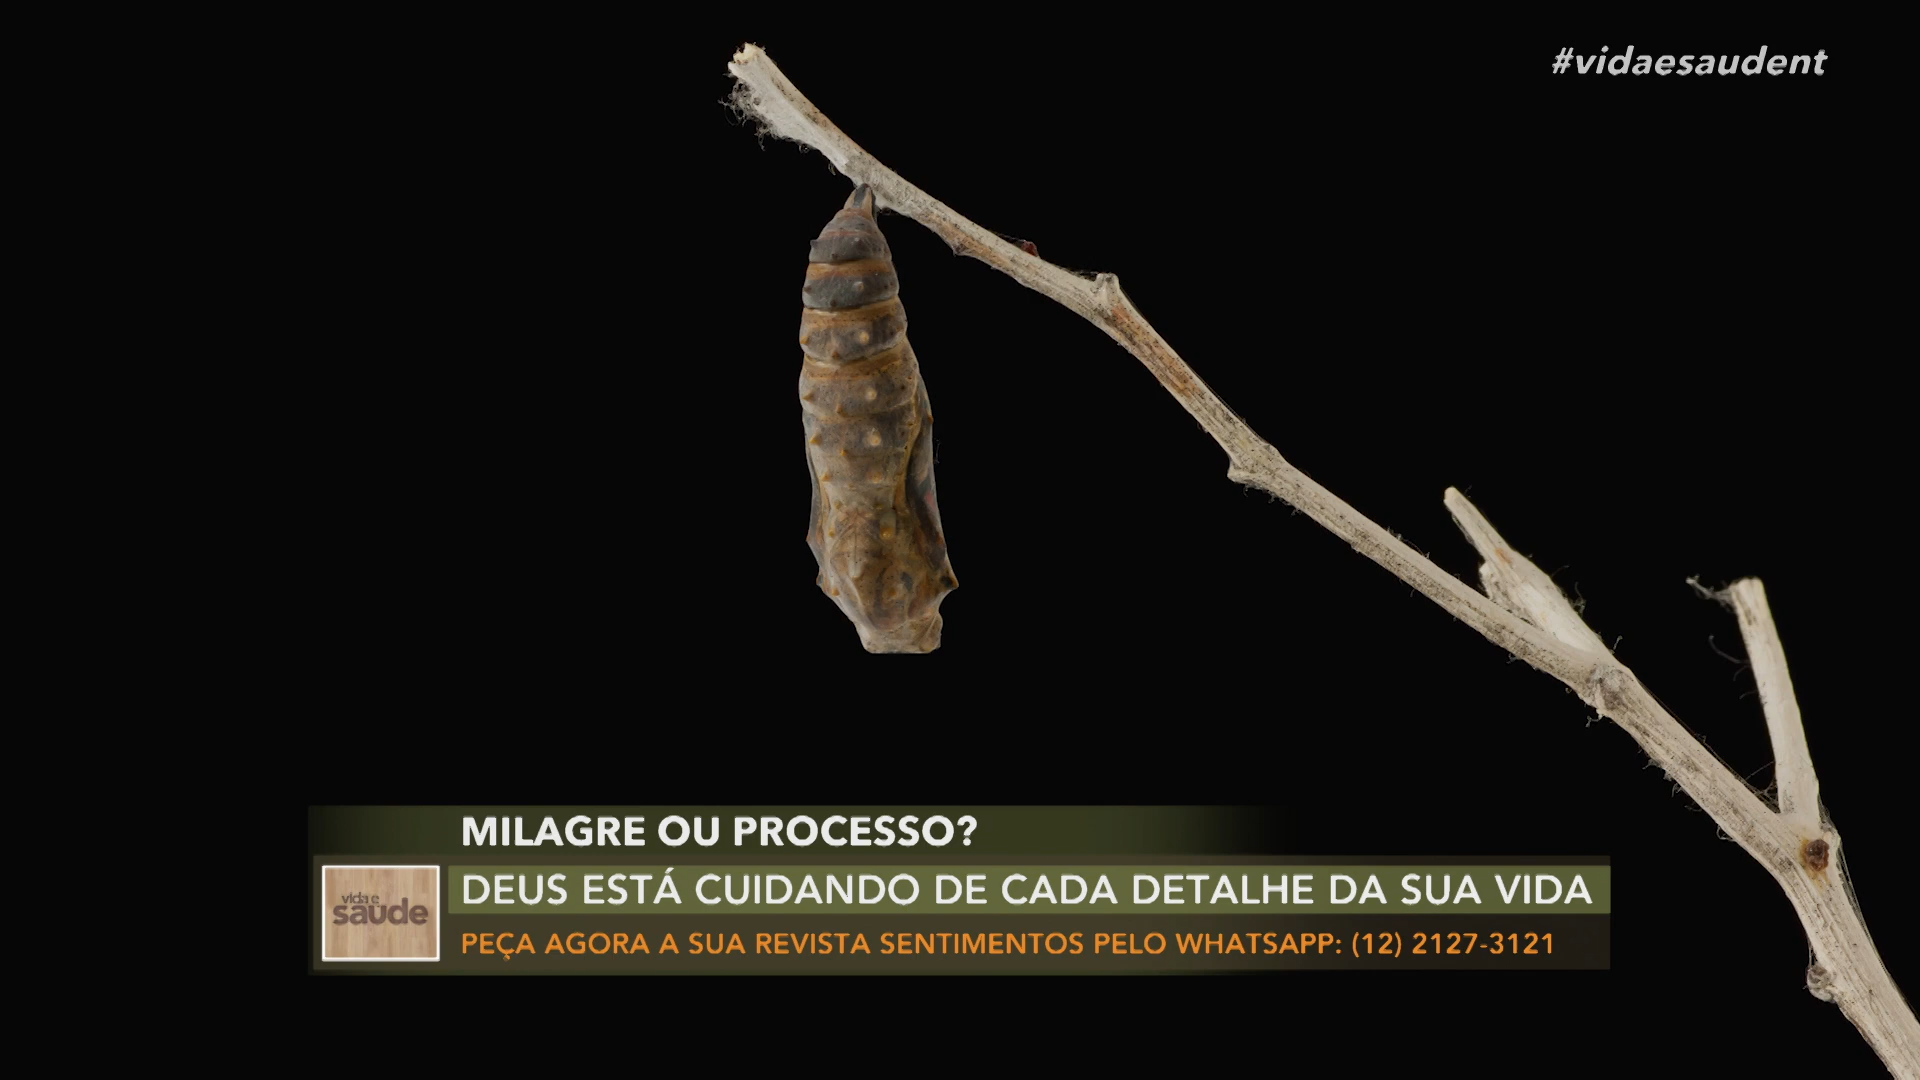 #vidaesaudent
MILAGRE OU PROCESSO?
DEUS ESTÁ CUIDANDO DE CADA DETALHE DA SUA VIDA
vida e
saúde
PEÇA AGORA A SUA REVISTA SENTIMENTOS PELO WHATSAPP: (12) 2127-3121